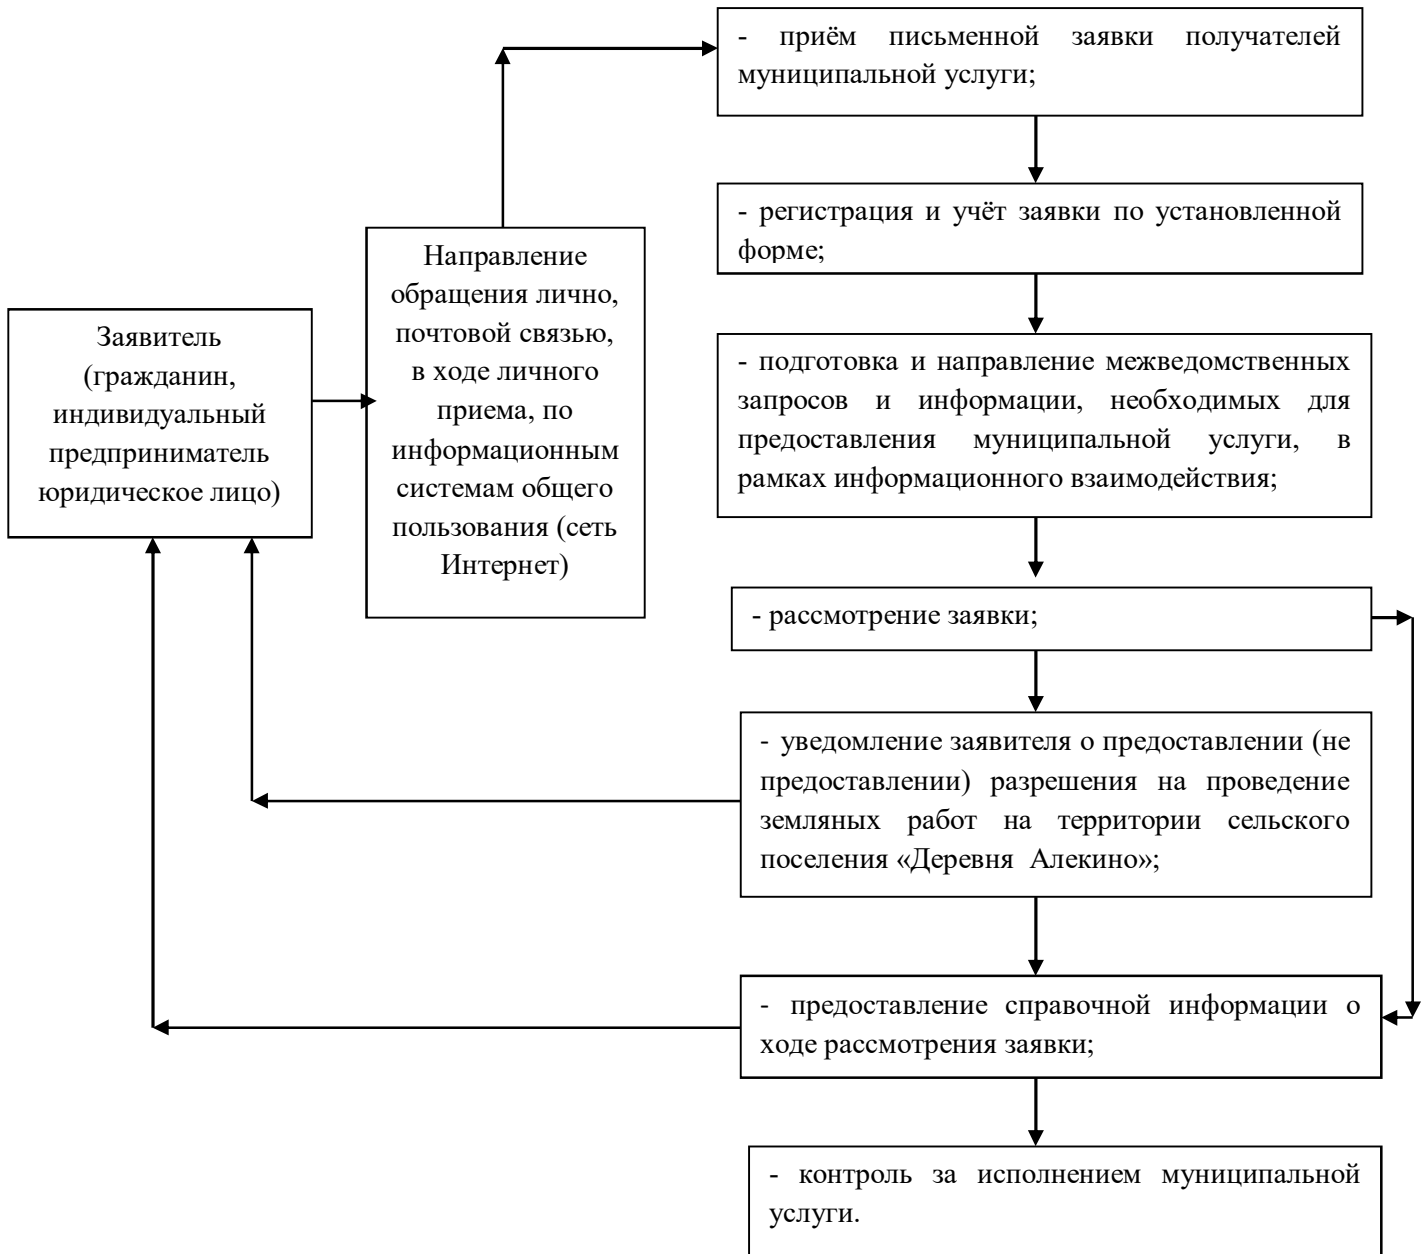 Заявитель
(гражданин,
индивидуальный
предприниматель
юридическое лицо)
Направление
обращения лично,
почтовой связью,
в ходе личного
приема, по
информационным
системам общего
пользования (сеть
Интернет)
- приём письменной заявки получателей
муниципальной услуги;
- регистрация и учёт заявки по установленной
форме;
- подготовка и направление межведомственных
запросов и информации, необходимых для
предоставления муниципальной услуги, в
рамках информационного взаимодействия;
- рассмотрение заявки;
- уведомление заявителя о предоставлении (не
предоставлении) разрешения на проведение
земляных работ на территории сельского
поселения «Деревня Алекино»;
- предоставление справочной информации о
ходе рассмотрения заявки;
- контроль за исполнением муниципальной
услуги.